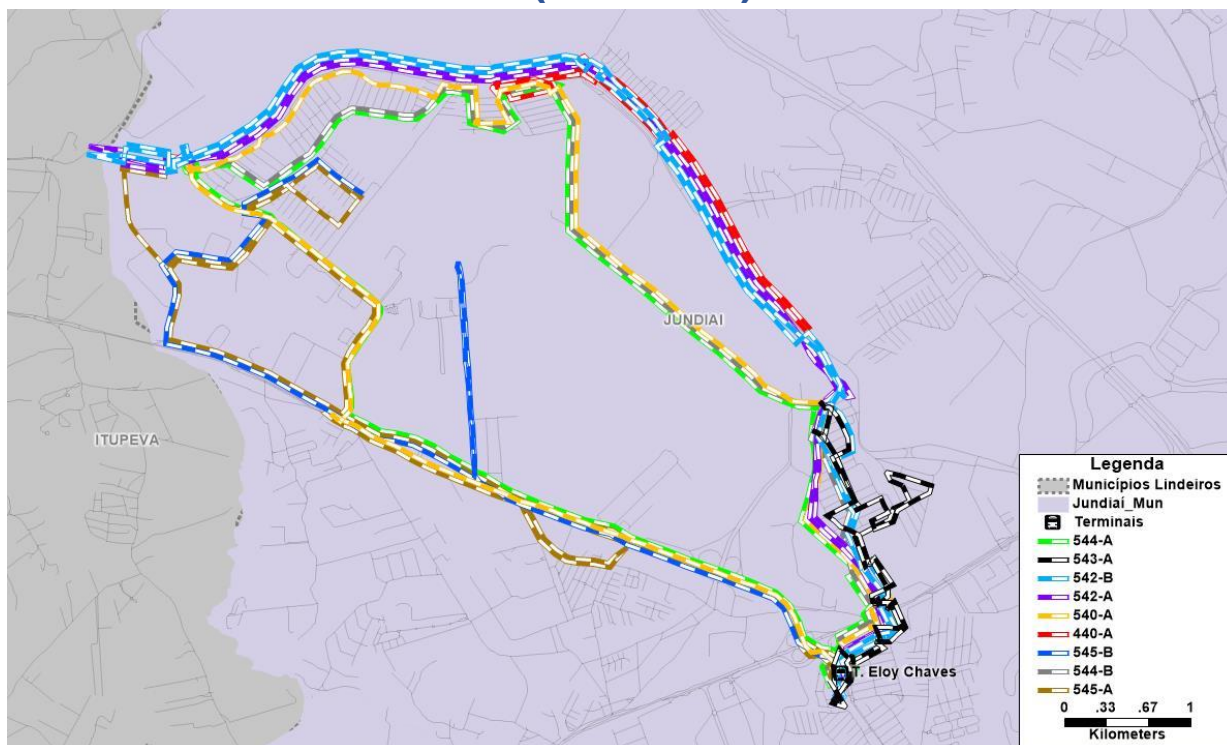 JUNDIAI
ITUPEVA
T. Eloy Chaves
Legenda
Municípios Lindeiros
Jundiaí_Mun
Terminais
544-A
543-A
542-B
542-A
540-A
440-A
545-B
544-B
545-A
0 .33 .67 1
Kilometers